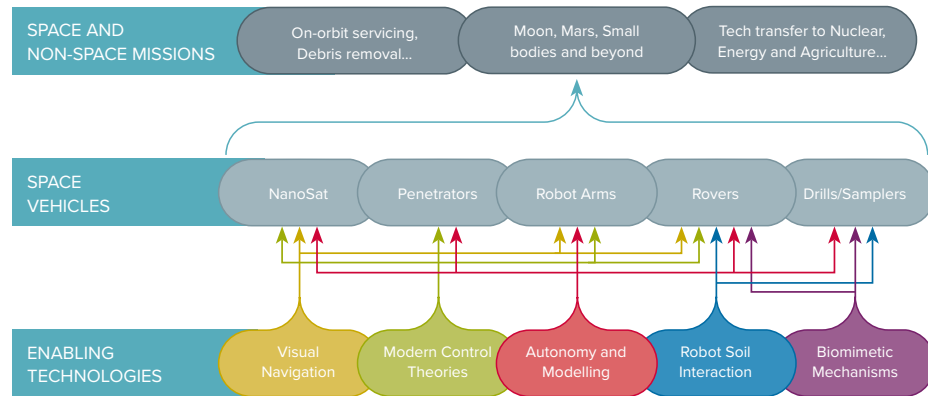 SPACE AND
NON-SPACE MISSIONS
On-orbit servicing,
Debris removal...
Moon, Mars, Small
bodies and beyond
Tech transfer to Nuclear,
Energy and Agriculture...
SPACE
VEHICLES
NanoSat
Penetrators
Robot Arms
Rovers
Drills/Samplers
ENABLING
TECHNOLOGIES
Visual
Navigation
Modern Control
Theories
Autonomy and
Modelling
Robot Soil
Interaction
Biomimetic
Mechanisms